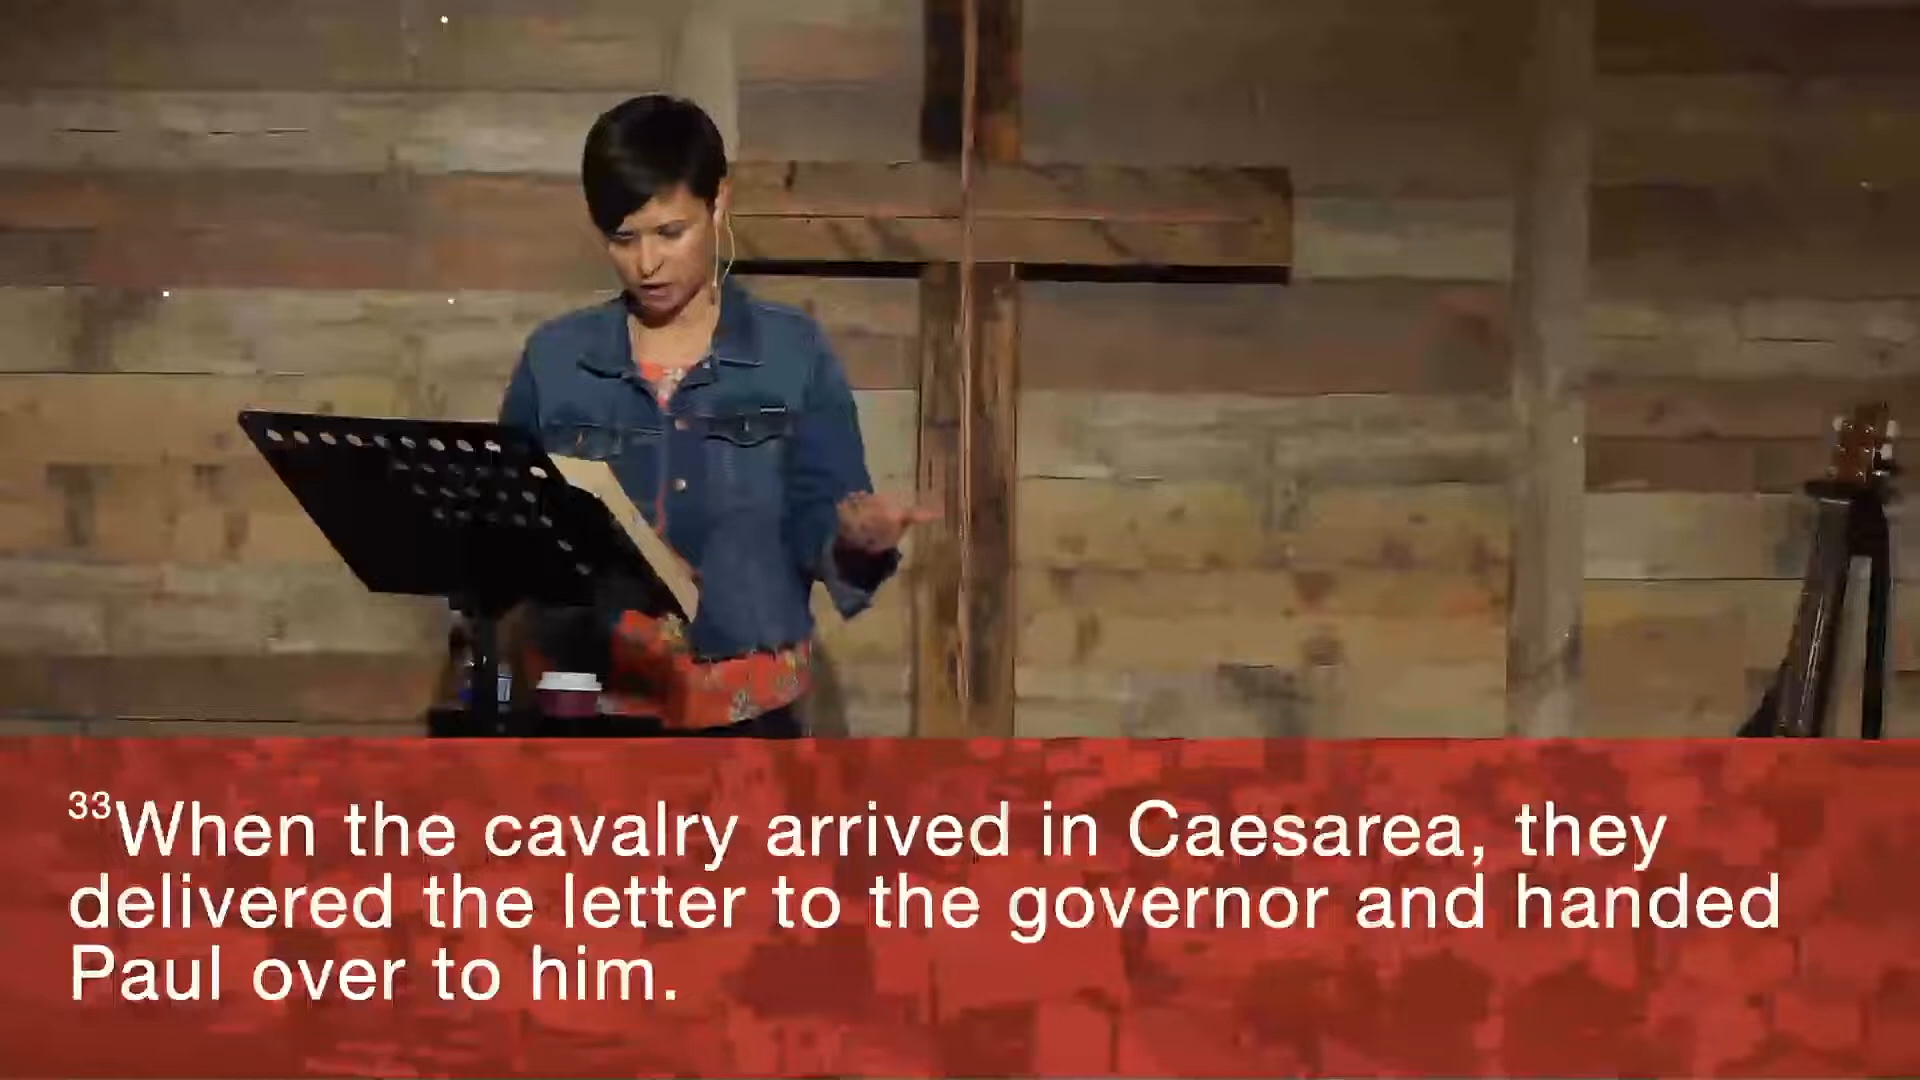 ³³When the cavalry arrived in Caesarea, they
delivered the letter to the governor and handed
Paul over to him.